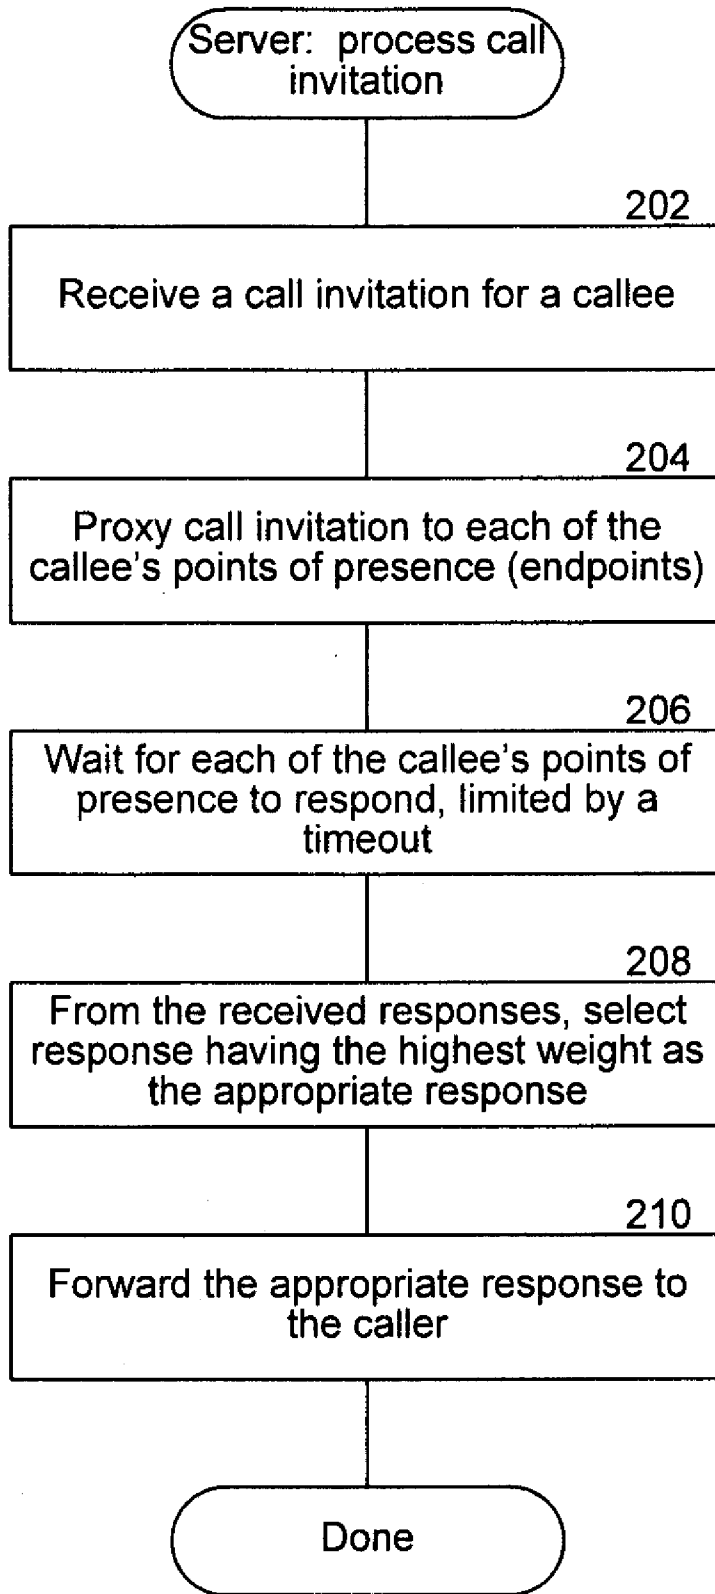 Server: process call
invitation
202
Receive a call invitation for a callee
204
Proxy call invitation to each of the
callee's points of presence (endpoints)
206
Wait for each of the callee's points of
presence to respond, limited by a
timeout
208
From the received responses, select
response having the highest weight as
the appropriate response
210
Forward the appropriate response to
the caller
Done